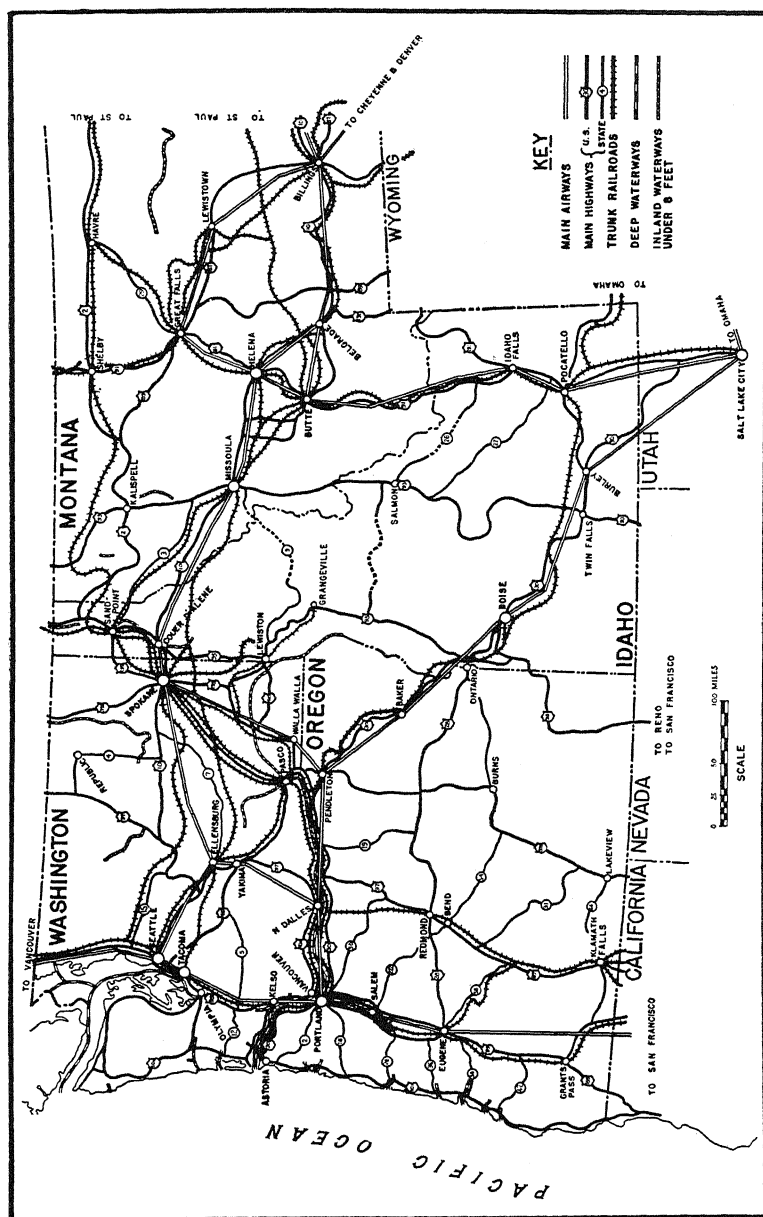 TO VANCOUVER
WASHINGTON
SEATTLE
TACOMA
OLYMPIA
KELSO
VANCOUVER
ASTORIA
PORTLAND
SALEM
EUGENE
GRANTS PASS
TO SAN FRANCISCO
REPUBLIC
ELLENSBURG
YAKIMA
N DALLES
REDMOND
BEND
KLAMATH FALLS
LAKEVIEW
BURNS
CALIFORNIA
NEVADA
SPOKANE
PASCO
WALLA WALLA
PENDLETON
OREGON
BAKER
ONTARIO
TO RENO
TO SAN FRANCISCO
SAND POINT
COUER D'ALENE
LEWISTON
GRANGEVILLE
BOISE
IDAHO
TWIN FALLS
BURLEY
UTAH
MONTANA
KALISPELL
MISSOULA
SALMON
SHELBY
GREAT FALLS
HELENA
BUTTE
BELGRADE
IDAHO FALLS
POCATELLO
SALT LAKE CITY
TO OMAHA
TO OMAHA
HAVRE
LEWISTOWN
BILLINGS
WYOMING
TO ST PAUL
TO ST PAUL
TO CHEYENNE & DENVER
KEY
MAIN AIRWAYS
MAIN HIGHWAYS { U.S.
STATE 4
TRUNK RAILROADS
DEEP WATERWAYS
INLAND WATERWAYS
UNDER 8 FEET
0 25 50 100 MILES
SCALE
PACIFIC OCEAN